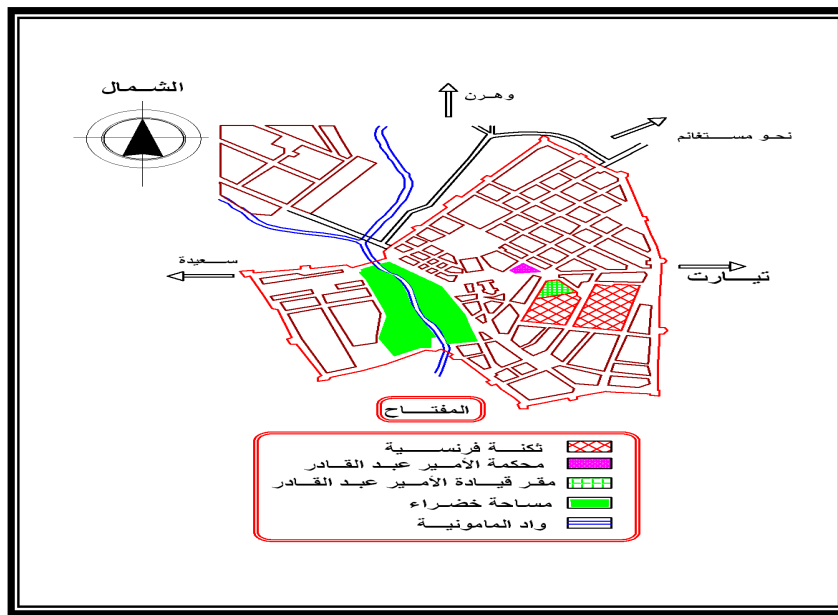 الشمال
وهرن
نحو مستغانم
سعيدة
تيارت
المفتاح
ثكنة فرنسية
محكمة الأمير عبد القادر
مقر قيادة الأمير عبد القادر
مساحة خضراء
واد المامونية